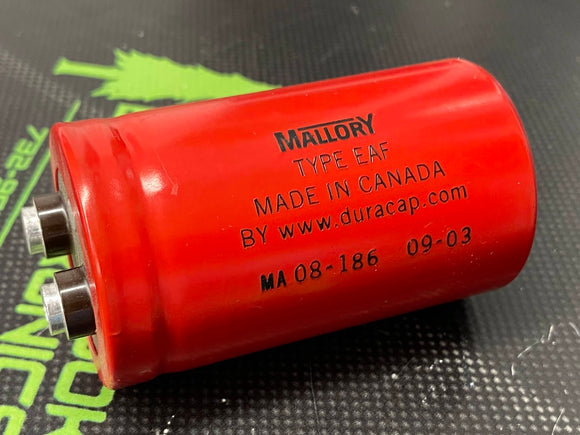 MALLORY
TYPE EAF
MADE IN CANADA
BY www.duracap.com
MA 08-186 09-03